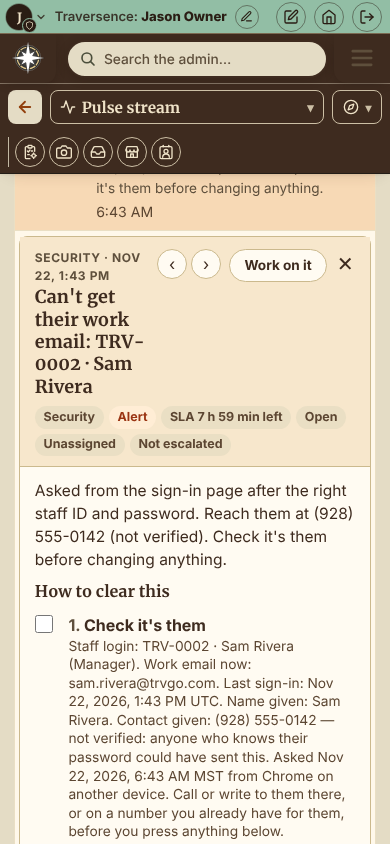 J
Traversence: Jason Owner
Search the admin...
Pulse stream
it's them before changing anything.
6:43 AM
SECURITY · NOV
22, 1:43 PM
Work on it
Can't get
their work
email: TRV-
0002 · Sam
Rivera
Security
Alert
SLA 7 h 59 min left
Open
Unassigned
Not escalated
Asked from the sign-in page after the right
staff ID and password. Reach them at (928)
555-0142 (not verified). Check it's them
before changing anything.
How to clear this
1. Check it's them
Staff login: TRV-0002 · Sam Rivera
(Manager). Work email now:
sam.rivera@trvgo.com. Last sign-in: Nov
22, 2026, 1:43 PM UTC. Name given: Sam
Rivera. Contact given: (928) 555-0142 —
not verified: anyone who knows their
password could have sent this. Asked Nov
22, 2026, 6:43 AM MST from Chrome on
another device. Call or write to them there,
or on a number you already have for them,
before you press anything below.